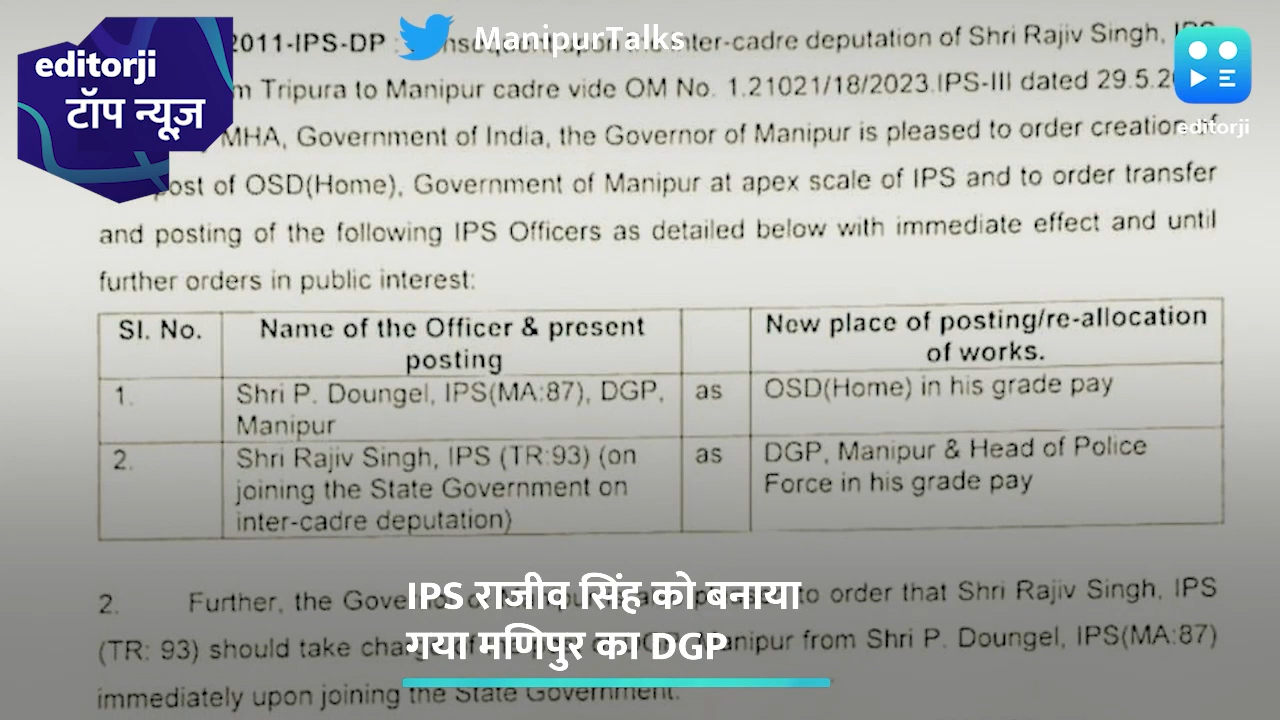 editorji
टॉप न्यूज़
ManipurTalks
editorji
2011-IPS-DP : inter-cadre deputation of Shri Rajiv Singh,
Tripura to Manipur cadre vide OM No. 1.21021/18/2023.IPS-III dated 29.5.
MHA, Government of India, the Governor of Manipur is pleased to order creation
post of OSD(Home), Government of Manipur at apex scale of IPS and to order transfer
and posting of the following IPS Officers as detailed below with immediate effect and until
further orders in public interest:
Sl. No. Name of the Officer & present New place of posting/re-allocation
posting of works.
1. Shri P. Doungel, IPS(MA:87), DGP, as OSD(Home) in his grade pay
Manipur
2. Shri Rajiv Singh, IPS (TR:93) (on as DGP, Manipur & Head of Police
joining the State Government on Force in his grade pay
inter-cadre deputation)
2. Further, the to order that Shri Rajiv Singh, IPS
(TR: 93) should take Manipur from Shri P. Doungel, IPS(MA:87)
immediately upon joining the State Government.
IPS राजीव सिंह को बनाया
गया मणिपुर का DGP